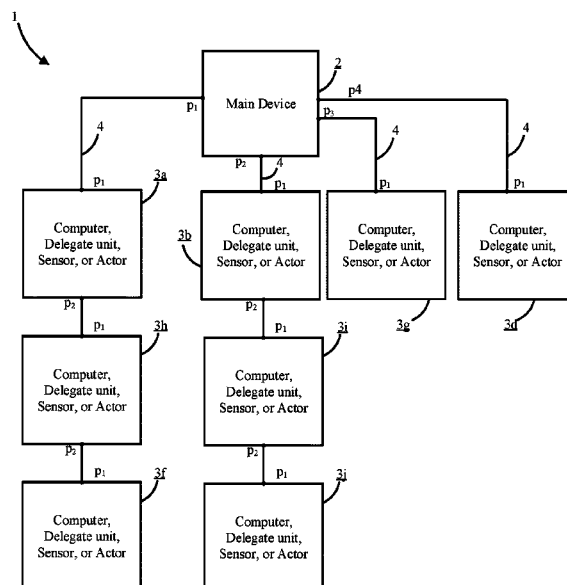 1
2
Main Device
p1
p4
p3
p2
4
4
4
4
p1
p1
p1
p1
3a
3b
Computer,
Delegate unit,
Sensor, or Actor
Computer,
Delegate unit,
Sensor, or Actor
Computer,
Delegate unit,
Sensor, or Actor
Computer,
Delegate unit,
Sensor, or Actor
p2
p2
3g
3d
p1
p1
3h
3i
Computer,
Delegate unit,
Sensor, or Actor
Computer,
Delegate unit,
Sensor, or Actor
p2
p2
p1
p1
3f
3j
Computer,
Delegate unit,
Sensor, or Actor
Computer,
Delegate unit,
Sensor, or Actor